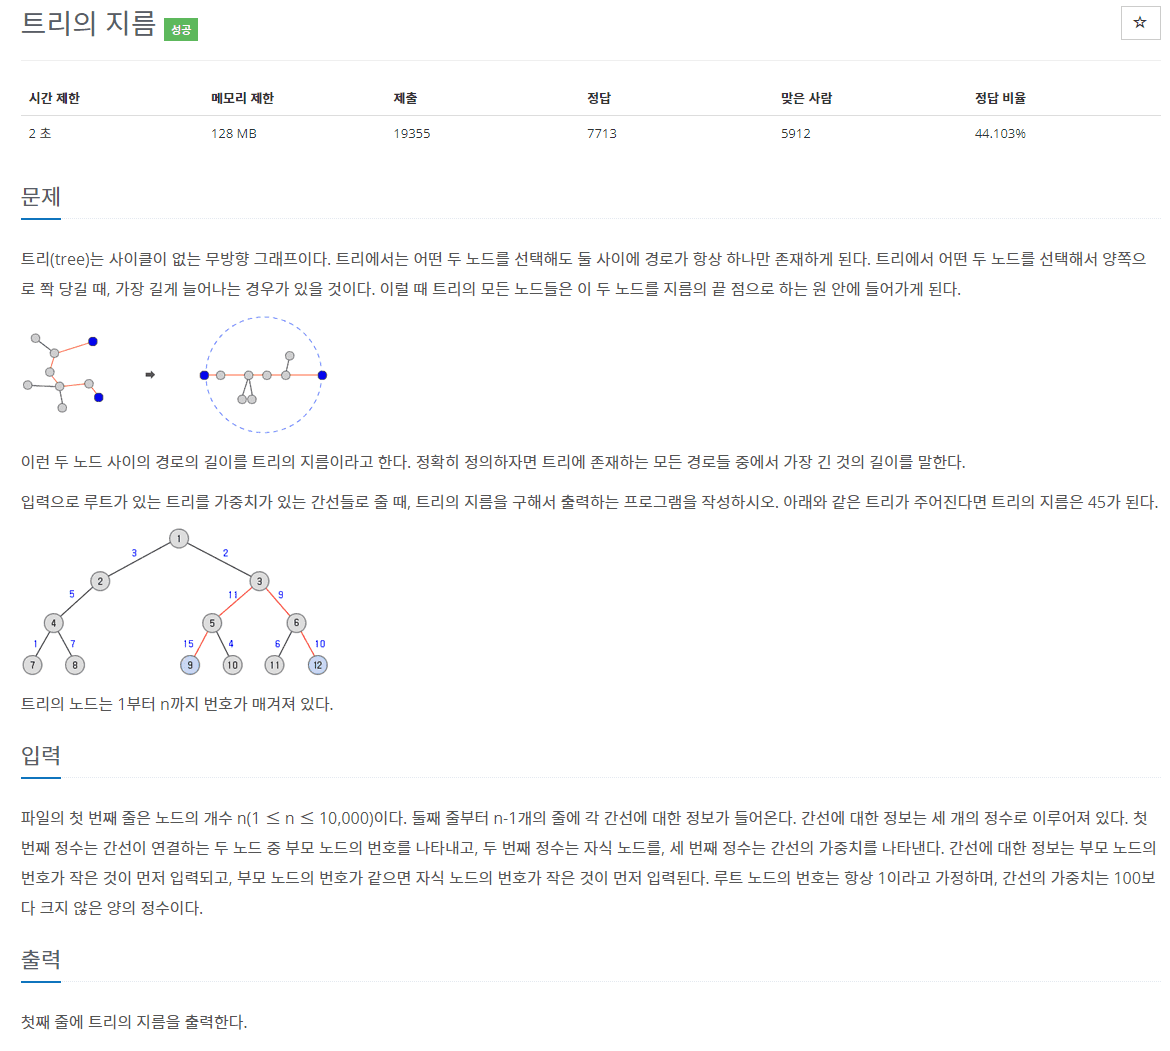 트리의 지름 성공
☆
시간 제한 메모리 제한 제출 정답 맞은 사람 정답 비율
2 초 128 MB 19355 7713 5912 44.103%
문제
트리(tree)는 사이클이 없는 무방향 그래프이다. 트리에서는 어떤 두 노드를 선택해도 둘 사이에 경로가 항상 하나만 존재하게 된다. 트리에서 어떤 두 노드를 선택해서 양쪽으
로 쫙 당길 때, 가장 길게 늘어나는 경우가 있을 것이다. 이럴 때 트리의 모든 노드들은 이 두 노드를 지름의 끝 점으로 하는 원 안에 들어가게 된다.
이런 두 노드 사이의 경로의 길이를 트리의 지름이라고 한다. 정확히 정의하자면 트리에 존재하는 모든 경로들 중에서 가장 긴 것의 길이를 말한다.
입력으로 루트가 있는 트리를 가중치가 있는 간선들로 줄 때, 트리의 지름을 구해서 출력하는 프로그램을 작성하시오. 아래와 같은 트리가 주어진다면 트리의 지름은 45가 된다.
1
3 2
2 3
5 11 9
4 5 6
1 7 15 4 6 10
7 8 9 10 11 12
트리의 노드는 1부터 n까지 번호가 매겨져 있다.
입력
파일의 첫 번째 줄은 노드의 개수 n(1 ≤ n ≤ 10,000)이다. 둘째 줄부터 n-1개의 줄에 각 간선에 대한 정보가 들어온다. 간선에 대한 정보는 세 개의 정수로 이루어져 있다. 첫
번째 정수는 간선이 연결하는 두 노드 중 부모 노드의 번호를 나타내고, 두 번째 정수는 자식 노드를, 세 번째 정수는 간선의 가중치를 나타낸다. 간선에 대한 정보는 부모 노드의
번호가 작은 것이 먼저 입력되고, 부모 노드의 번호가 같으면 자식 노드의 번호가 작은 것이 먼저 입력된다. 루트 노드의 번호는 항상 1이라고 가정하며, 간선의 가중치는 100보
다 크지 않은 양의 정수이다.
출력
첫째 줄에 트리의 지름을 출력한다.